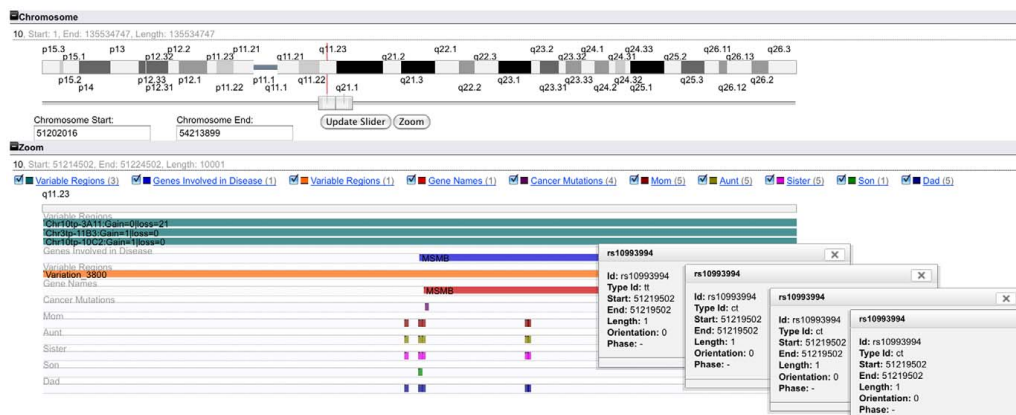 Chromosome
10. Start: 1, End: 135534747, Length: 135534747
p15.3 p13 p12.2 p11.21 q11.23 q22.1 q23.2 q24.1 q24.33 q26.11 q26.3
p15.1 p12.32 p11.23 q11.21 q21.2 q22.3 q23.32 q24.31 q25.2 q26.13
p15.2 p12.33 p12.1 p11.1 q11.22 q21.3 q23.1 q23.33 q24.32 q25.3 q26.2
p14 p12.31 p11.22 q11.1 q21.1 q22.2 q23.31 q24.2 q25.1 q26.12
Chromosome Start: Chromosome End:
51202016 54213899 Update Slider Zoom
Zoom
10. Start: 51214502, End: 51224502, Length: 10001
Variable Regions (3) Genes Involved in Disease (1) Variable Regions (1) Gene Names (1) Cancer Mutations (4) Mom (5) Aunt (5) Sister (5) Son (1) Dad (5)
q11.23
Variable Regions
Chr10tp-3A11:Gain=0|loss=21
Chr3tp-11B3:Gain=1|loss=0
Chr10tp-10C2:Gain=1|loss=0
Genes Involved in Disease
MSMB
Variable Regions
Variation_3800
Gene Names
MSMB
Cancer Mutations
Mom
Aunt
Sister
Son
Dad
rs10993994
Id: rs10993994
Type Id: tt
Start: 51219502
End: 51219502
Length: 1
Orientation: 0
Phase: -
rs10993994
Id: rs10993994
Type Id: ct
Start: 51219502
End: 51219502
Length: 1
Orientation: 0
Phase: -
rs10993994
Id: rs10993994
Type Id: ct
Start: 51219502
End: 51219502
Length: 1
Orientation: 0
Phase: -
rs10993994
Id: rs10993994
Type Id: ct
Start: 51219502
End: 51219502
Length: 1
Orientation: 0
Phase: -